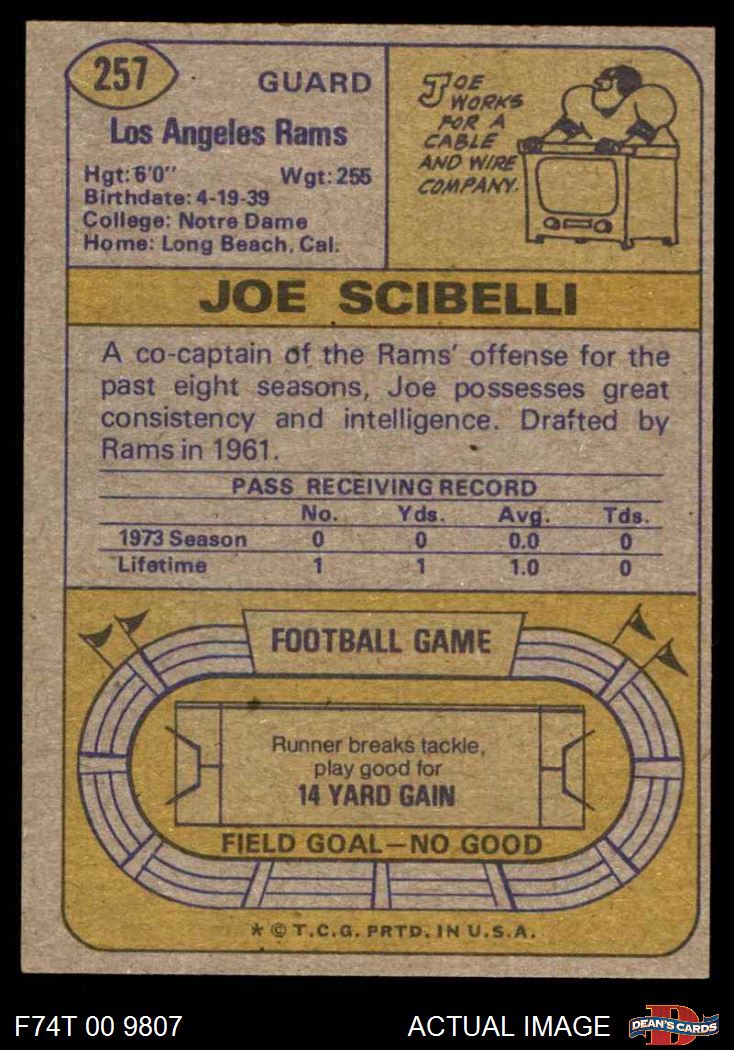 257
GUARD
Los Angeles Rams
Hgt: 6'0" Wgt: 255
Birthdate: 4-19-39
College: Notre Dame
Home: Long Beach, Cal.
JOE
WORKS
FOR A
CABLE
AND WIRE
COMPANY.
JOE SCIBELLI
A co-captain of the Rams' offense for the
past eight seasons, Joe possesses great
consistency and intelligence. Drafted by
Rams in 1961.
PASS RECEIVING RECORD
No. Yds. Avg. Tds.
1973 Season 0 0 0.0 0
Lifetime 1 1 1.0 0
FOOTBALL GAME
Runner breaks tackle,
play good for
14 YARD GAIN
FIELD GOAL—NO GOOD
* © T.C.G. PRTD. IN U.S.A.
F74T 00 9807
ACTUAL IMAGE
D
DEAN'S CARDS